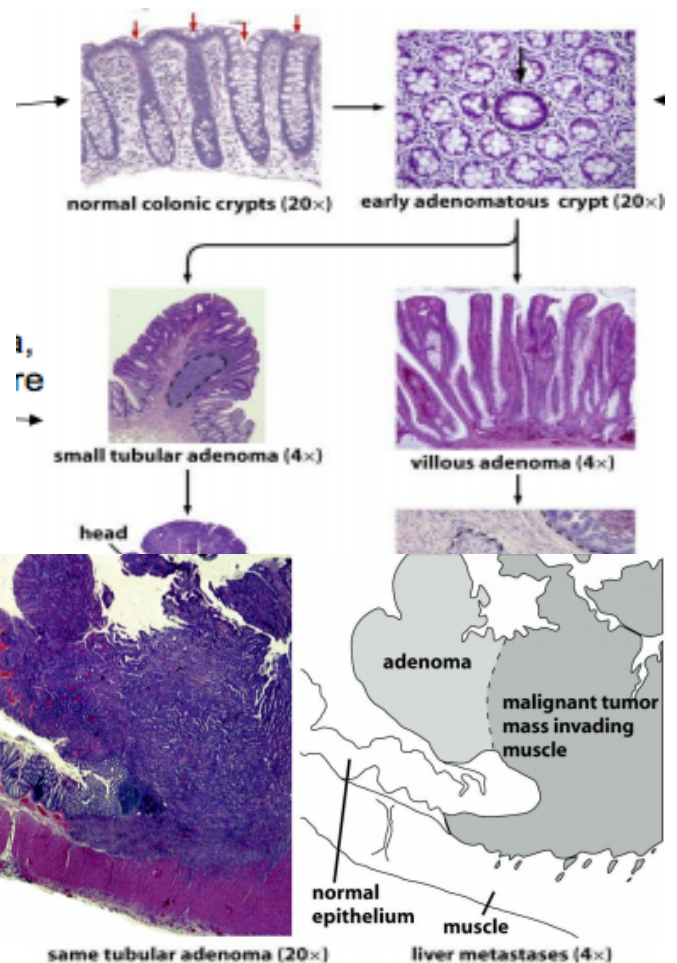 normal colonic crypts (20×)
early adenomatous crypt (20×)
a,
re
small tubular adenoma (4×)
villous adenoma (4×)
head
adenoma
malignant tumor
mass invading
muscle
normal
epithelium
muscle
same tubular adenoma (20×)
liver metastases (4×)